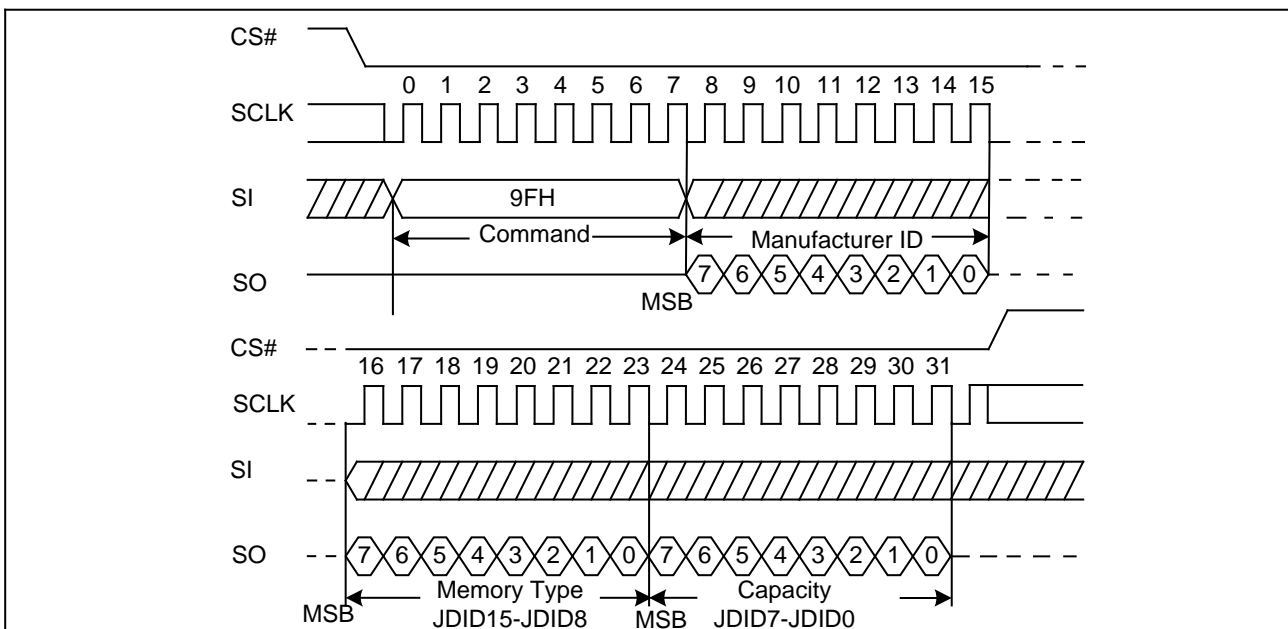 CS#
0 1 2 3 4 5 6 7 8 9 10 11 12 13 14 15
SCLK
SI 9FH
Command Manufacturer ID
SO 7 6 5 4 3 2 1 0
MSB
CS#
16 17 18 19 20 21 22 23 24 25 26 27 28 29 30 31
SCLK
SI
SO 7 6 5 4 3 2 1 0 7 6 5 4 3 2 1 0
Memory Type Capacity
MSB JDID15-JDID8 MSB JDID7-JDID0